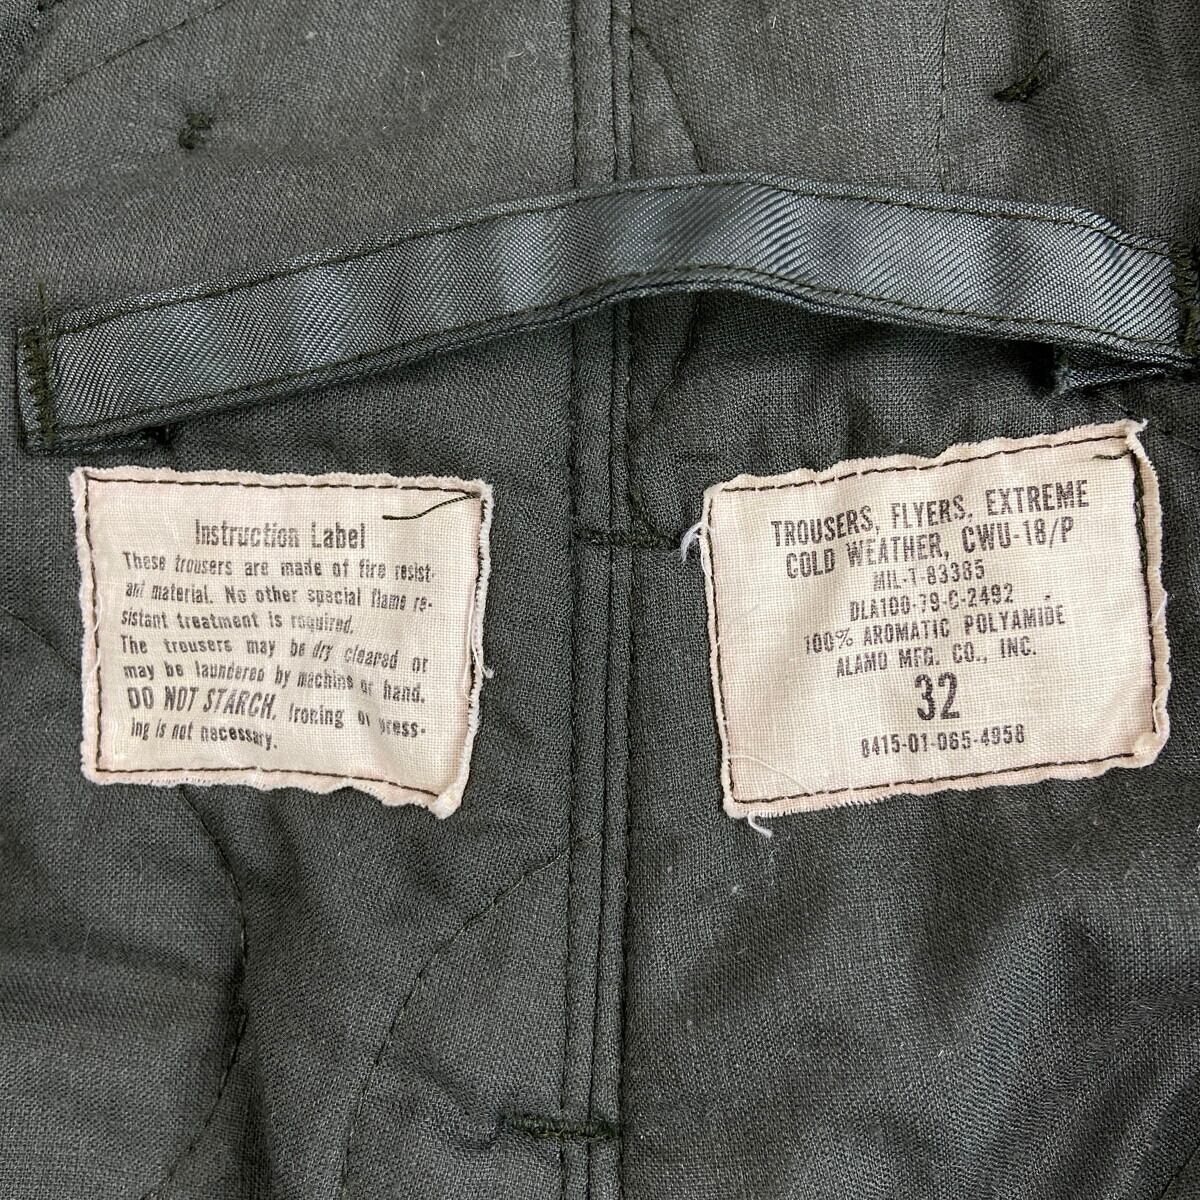 Instruction Label
These trousers are made of fire resist-
ant material. No other special flame re-
sistant treatment is required.
The trousers may be dry cleared or
may be laundered by machine or hand.
DO NOT STARCH. Ironing or press-
ing is not necessary.
TROUSERS, FLYERS, EXTREME
COLD WEATHER, CWU-18/P
MIL-T-83385
DLA100-79-C-2492
100% AROMATIC POLYAMIDE
ALAMO MFG. CO., INC.
32
8415-01-065-4958